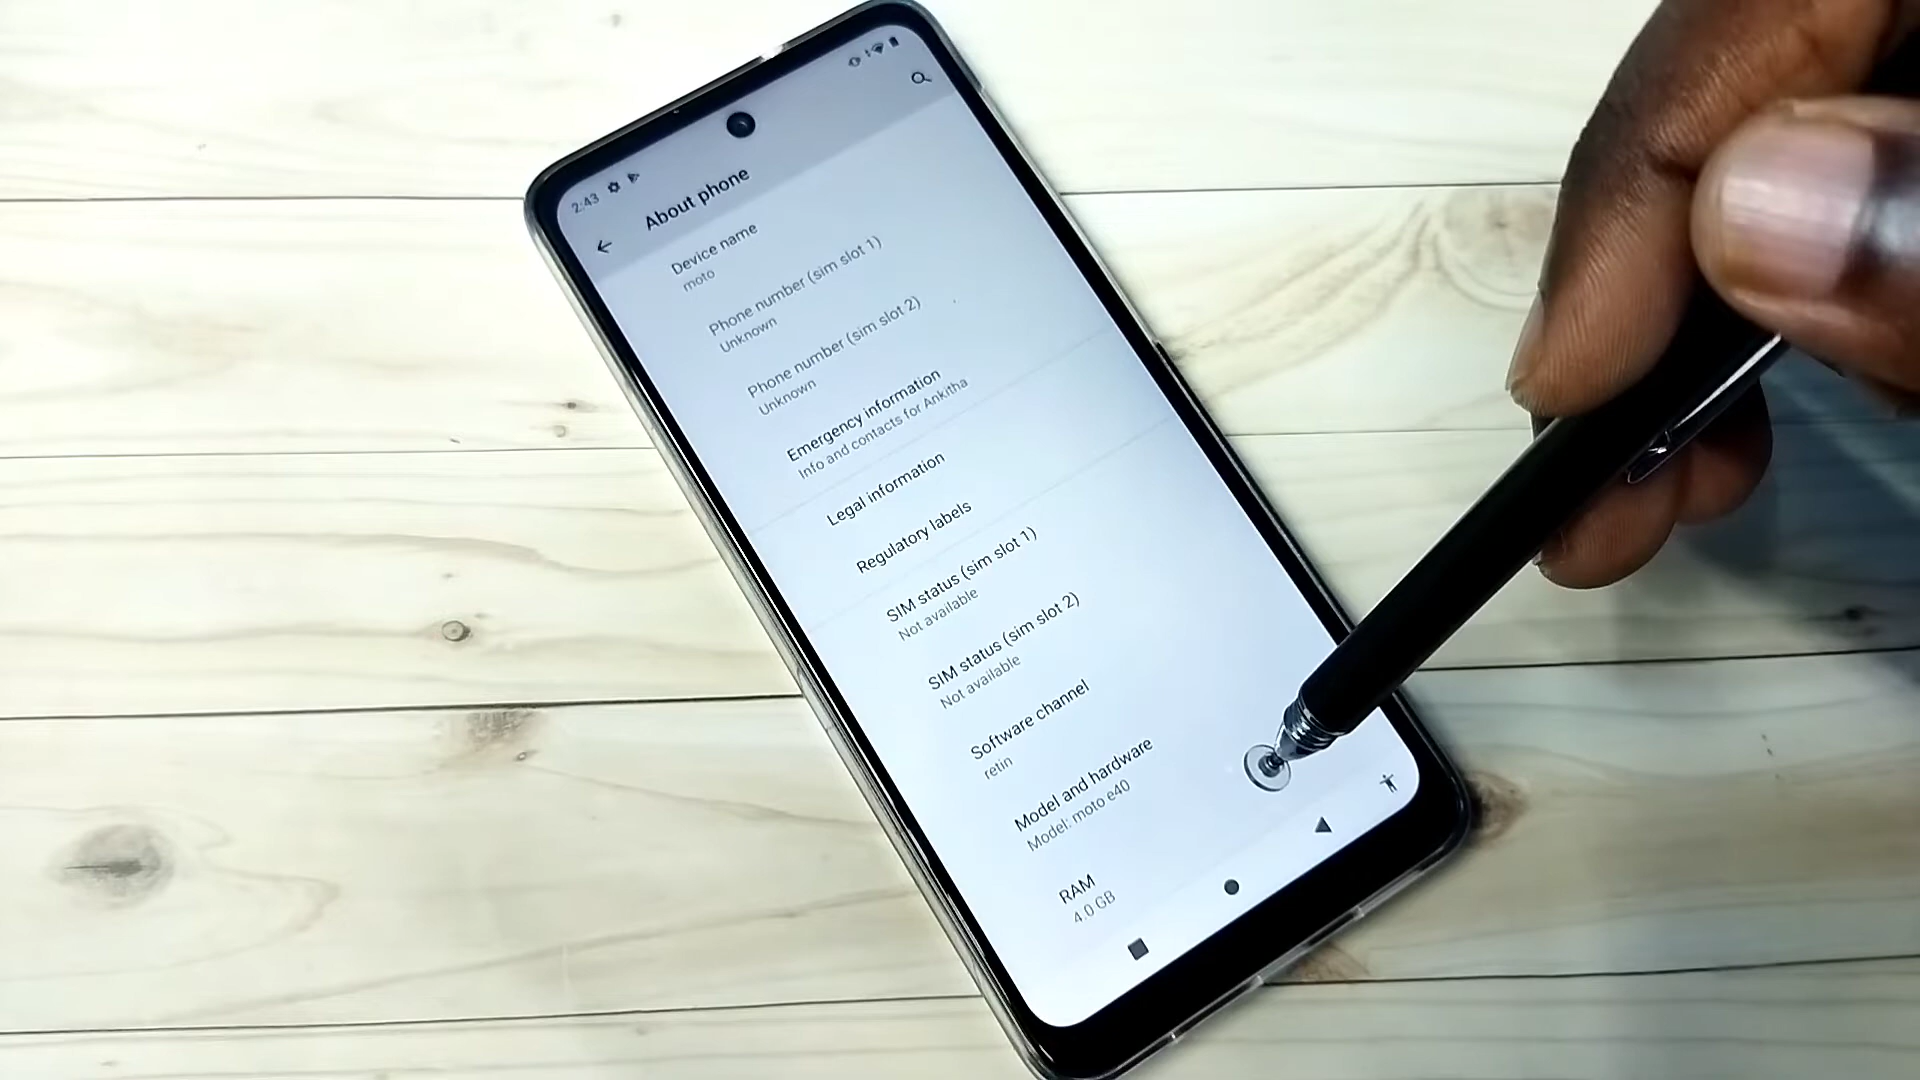 2:43
About phone
Device name
moto
Phone number (sim slot 1)
Unknown
Phone number (sim slot 2)
Unknown
Emergency information
Info and contacts for Ankitha
Legal information
Regulatory labels
SIM status (sim slot 1)
Not available
SIM status (sim slot 2)
Not available
Software channel
retin
Model and hardware
Model: moto e40
RAM
4.0 GB